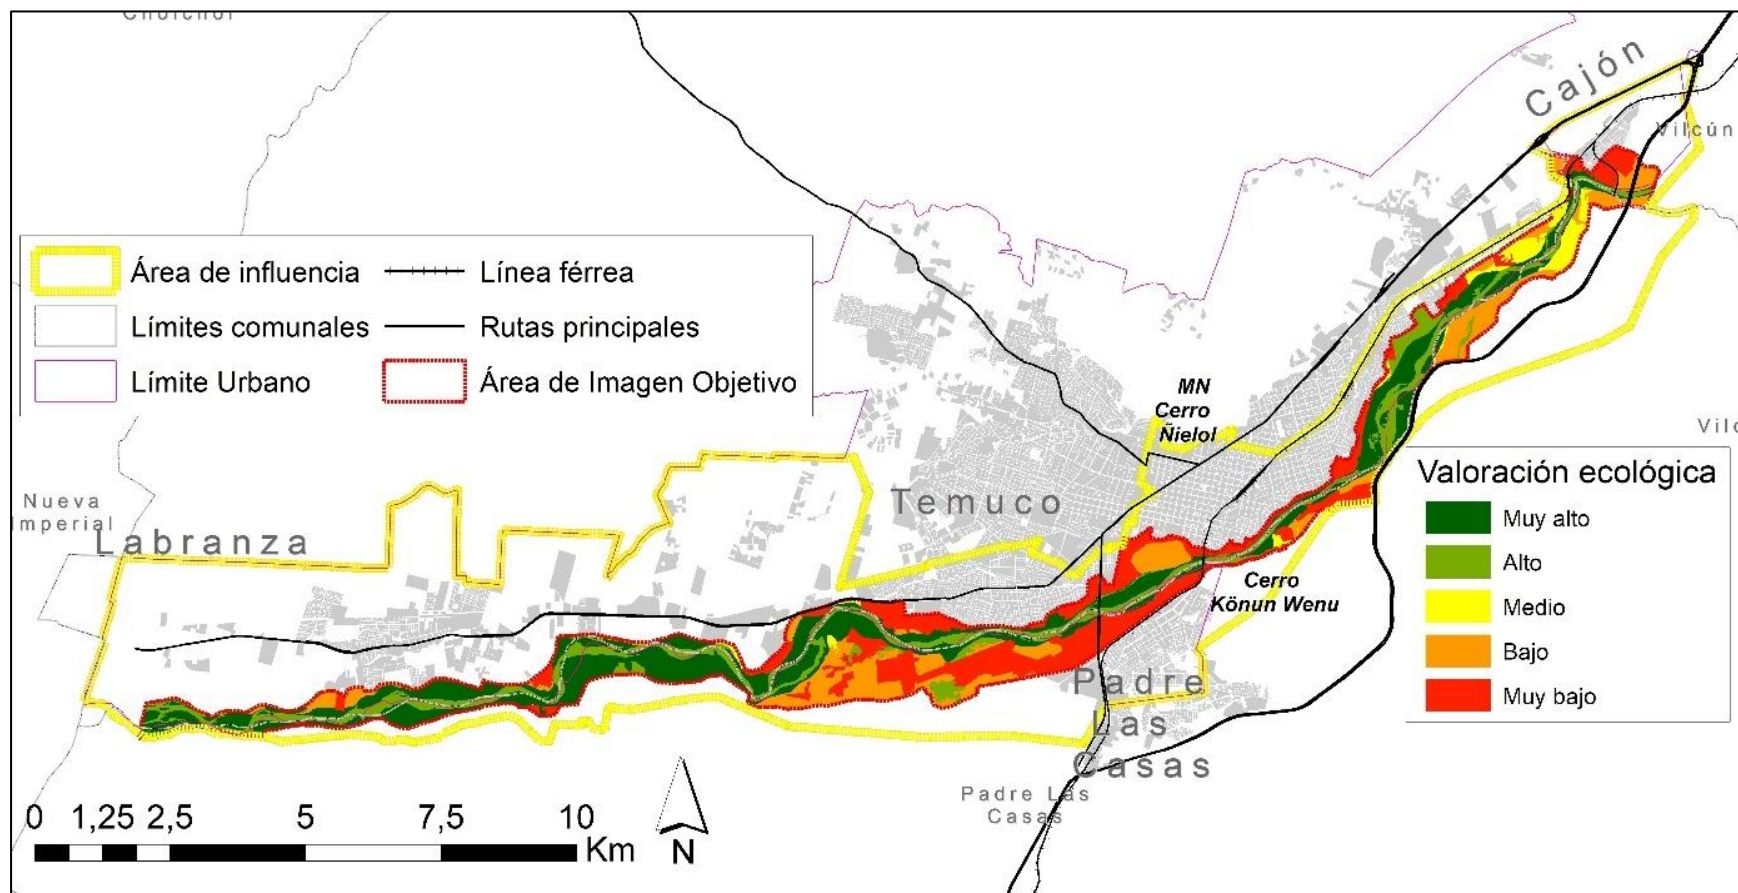 Cholchol
Cajón
Vilcún
Área de influencia
Línea férrea
Límites comunales
Rutas principales
Límite Urbano
Área de Imagen Objetivo
MN
Cerro
Ñielol
Nueva
Imperial
Labranza
Temuco
Valoración ecológica
Muy alto
Alto
Medio
Bajo
Muy bajo
Cerro
Könun Wenu
Padre
Las
Casas
Padre Las
Casas
0 1,25 2,5 5 7,5 10
Km
N